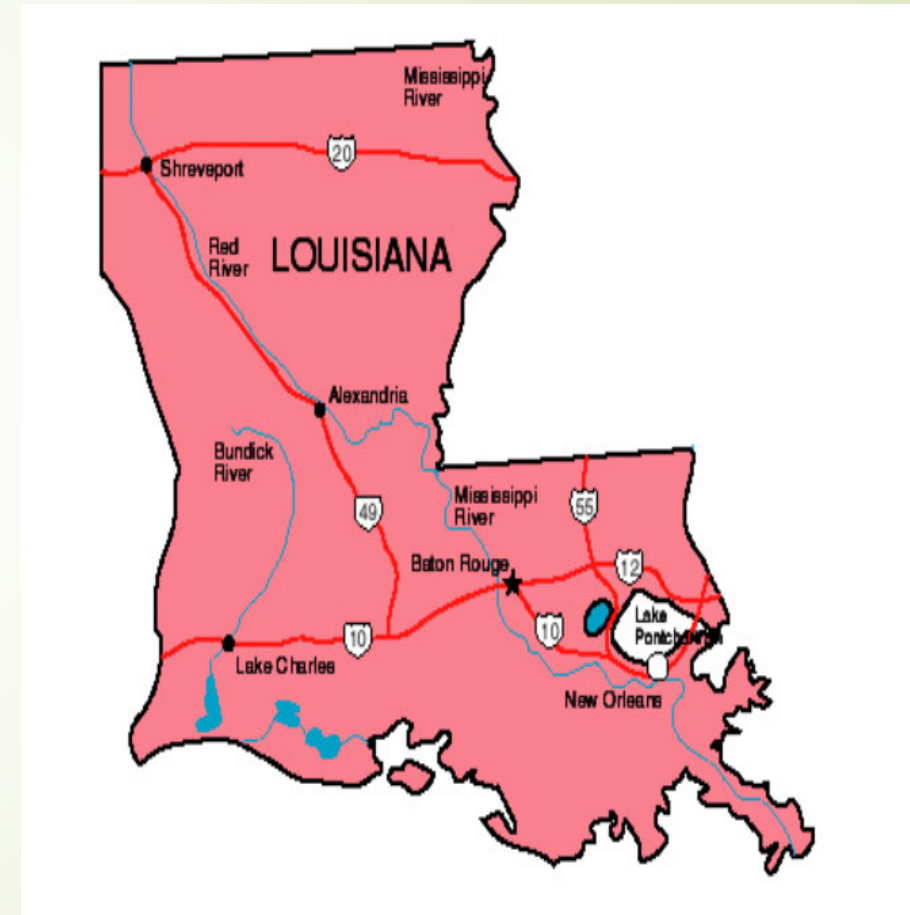 Mississippi
River
20
Shreveport
Red
River
LOUISIANA
Alexandria
Bundick
River
49
Mississippi
River
55
Baton Rouge
12
Lake
10
10
Lake Charles
New Orleans